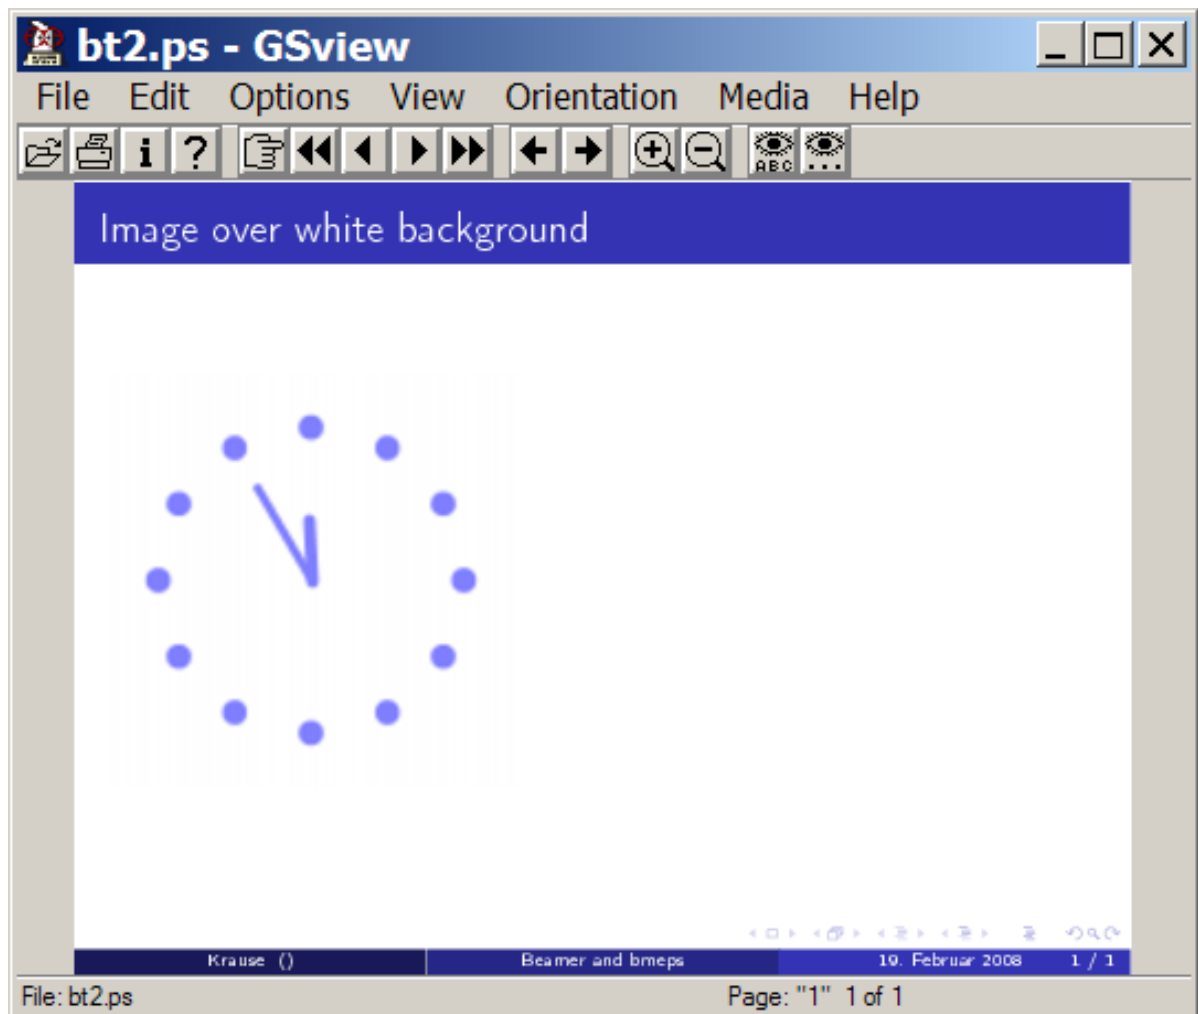 bt2.ps - GSview
File Edit Options View Orientation Media Help
i ? ABC
Image over white background
Krause () Beamer and bmeps 19. Februar 2008 1 / 1
File: bt2.ps Page: "1" 1 of 1